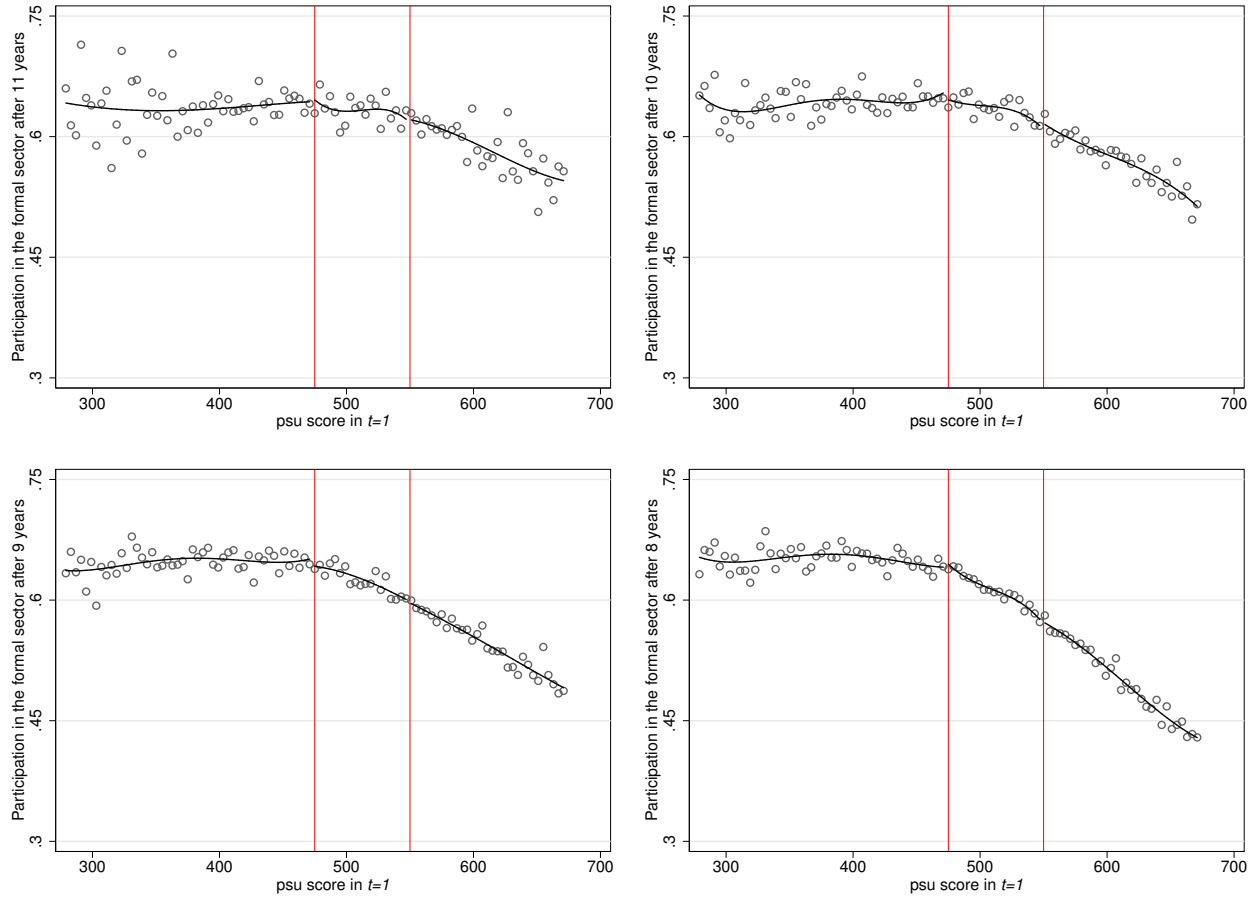 Participation in the formal sector after 11 years
.75
.6
.45
.3
300 400 500 600 700
psu score in t=1
Participation in the formal sector after 10 years
.75
.6
.45
.3
300 400 500 600 700
psu score in t=1
Participation in the formal sector after 9 years
.75
.6
.45
.3
300 400 500 600 700
psu score in t=1
Participation in the formal sector after 8 years
.75
.6
.45
.3
300 400 500 600 700
psu score in t=1